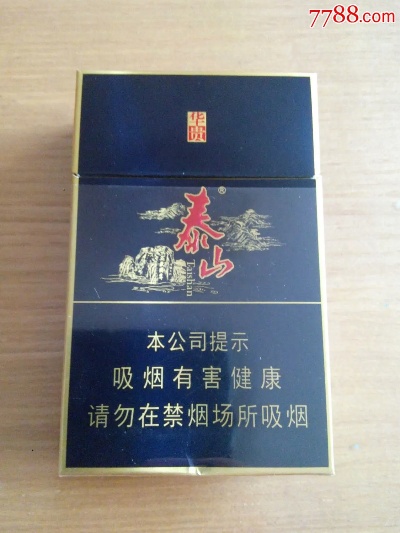 7788.com
华贵
泰山®
Taishan
本公司提示
吸烟有害健康
请勿在禁烟场所吸烟